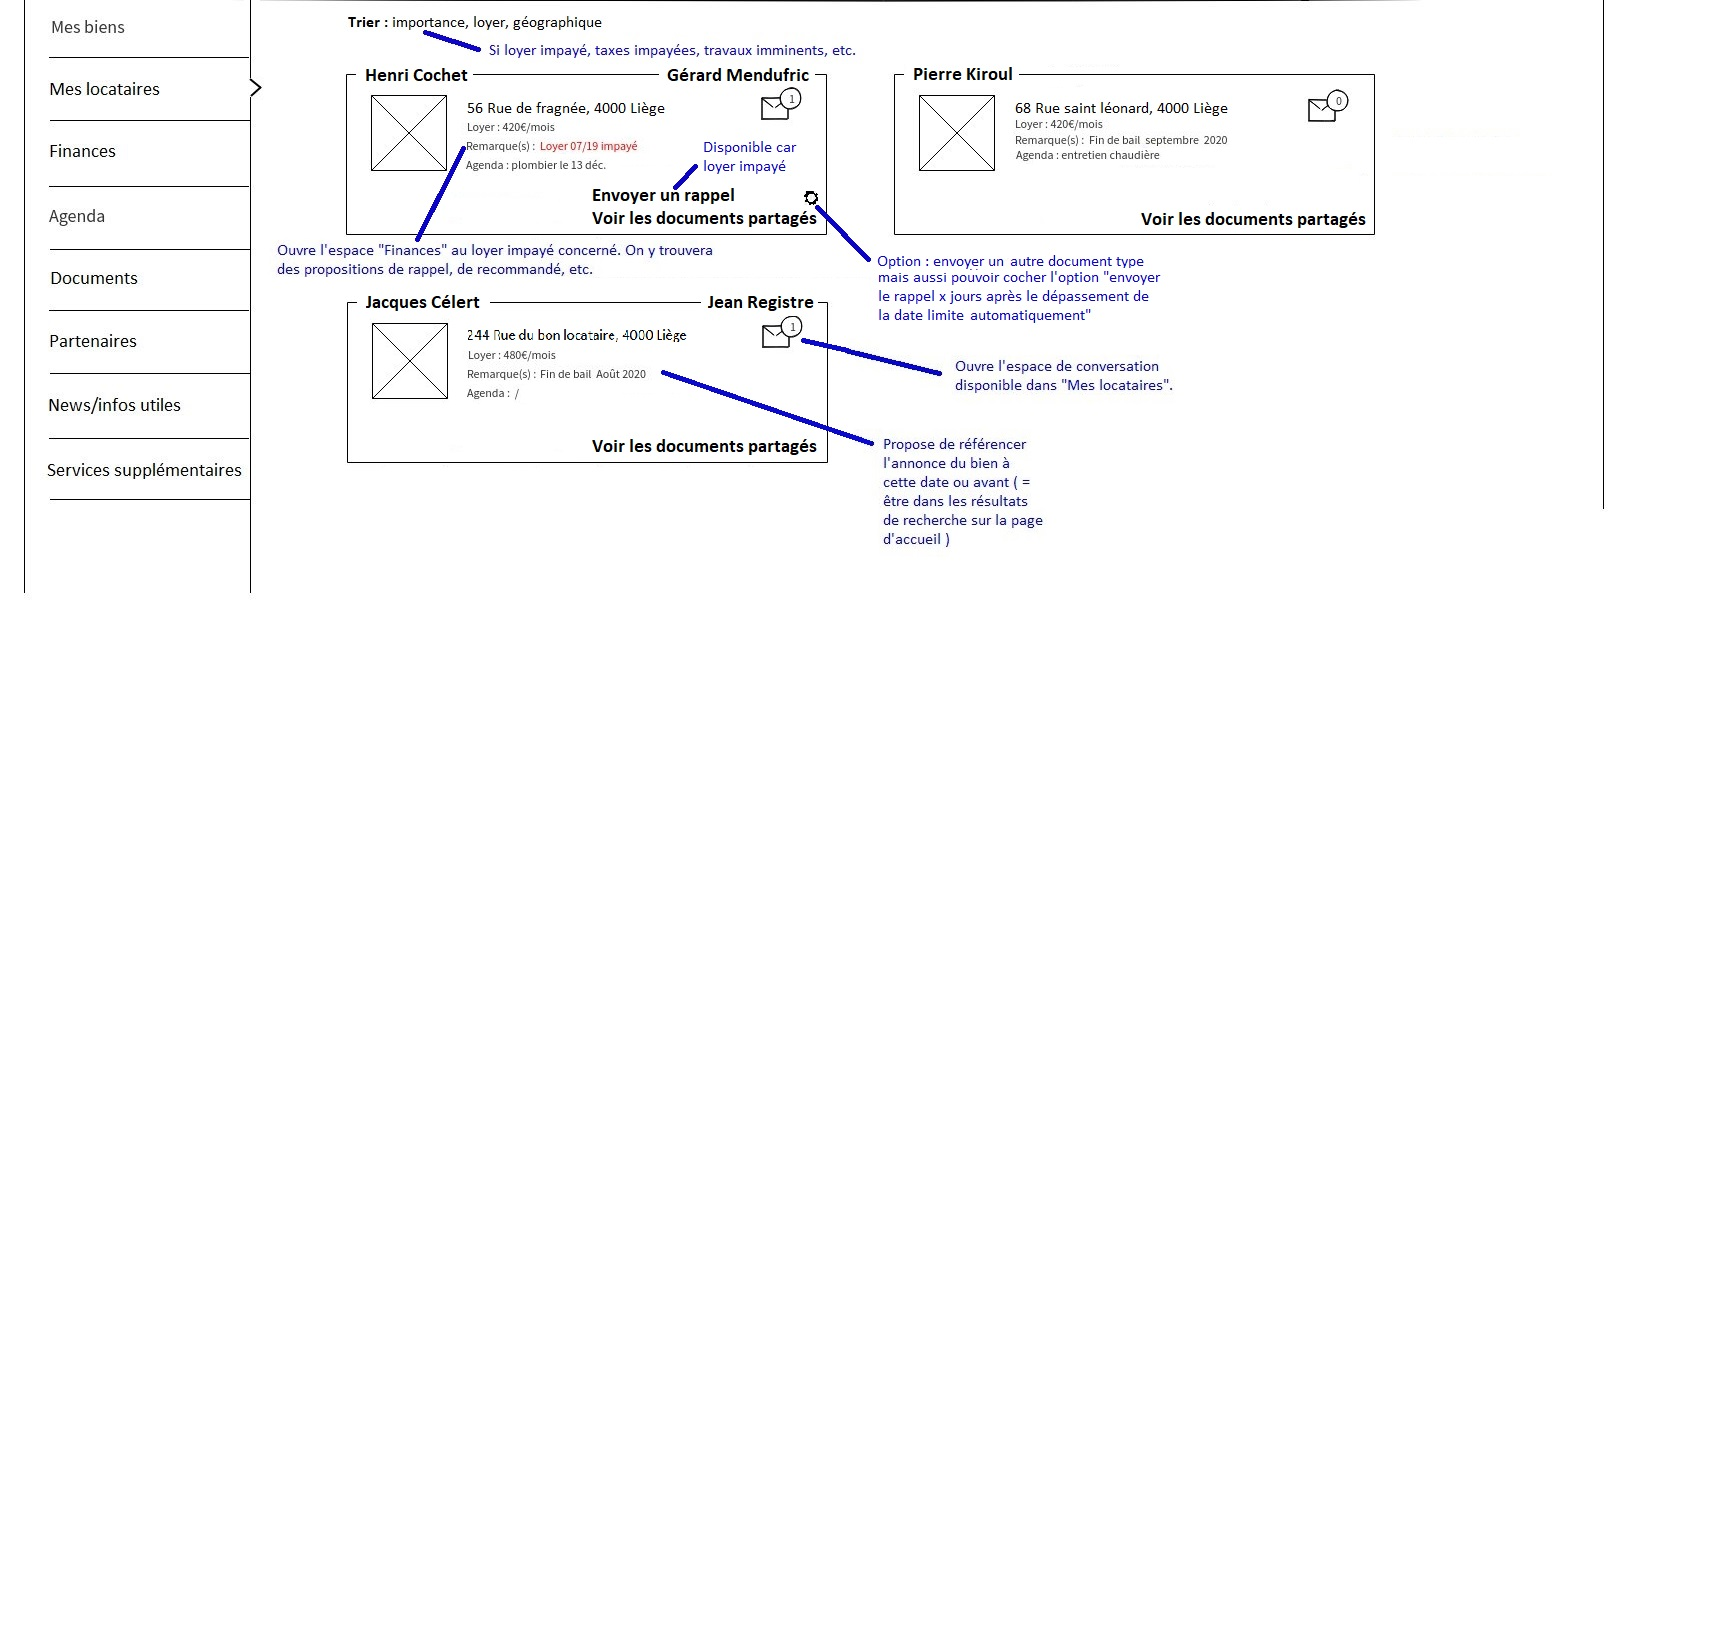 Mes biens
Mes locataires
Finances
Agenda
Documents
Partenaires
News/infos utiles
Services supplémentaires
Trier : importance, loyer, géographique
Si loyer impayé, taxes impayées, travaux imminents, etc.
Henri Cochet Gérard Mendufric
56 Rue de fragnée, 4000 Liège
1
Loyer : 420€/mois
Remarque(s) : Loyer 07/19 impayé
Agenda : plombier le 13 déc.
Disponible car
loyer impayé
Envoyer un rappel
Voir les documents partagés
Ouvre l'espace "Finances" au loyer impayé concerné. On y trouvera
des propositions de rappel, de recommandé, etc.
Pierre Kiroul
68 Rue saint léonard, 4000 Liège
0
Loyer : 420€/mois
Remarque(s) : Fin de bail septembre 2020
Agenda : entretien chaudière
Voir les documents partagés
Option : envoyer un autre document type
mais aussi pouvoir cocher l'option "envoyer
le rappel x jours après le dépassement de
la date limite automatiquement"
Jacques Célert Jean Registre
244 Rue du bon locataire, 4000 Liège
1
Loyer : 480€/mois
Remarque(s) : Fin de bail Août 2020
Agenda : /
Voir les documents partagés
Ouvre l'espace de conversation
disponible dans "Mes locataires".
Propose de référencer
l'annonce du bien à
cette date ou avant ( =
être dans les résultats
de recherche sur la page
d'accueil )